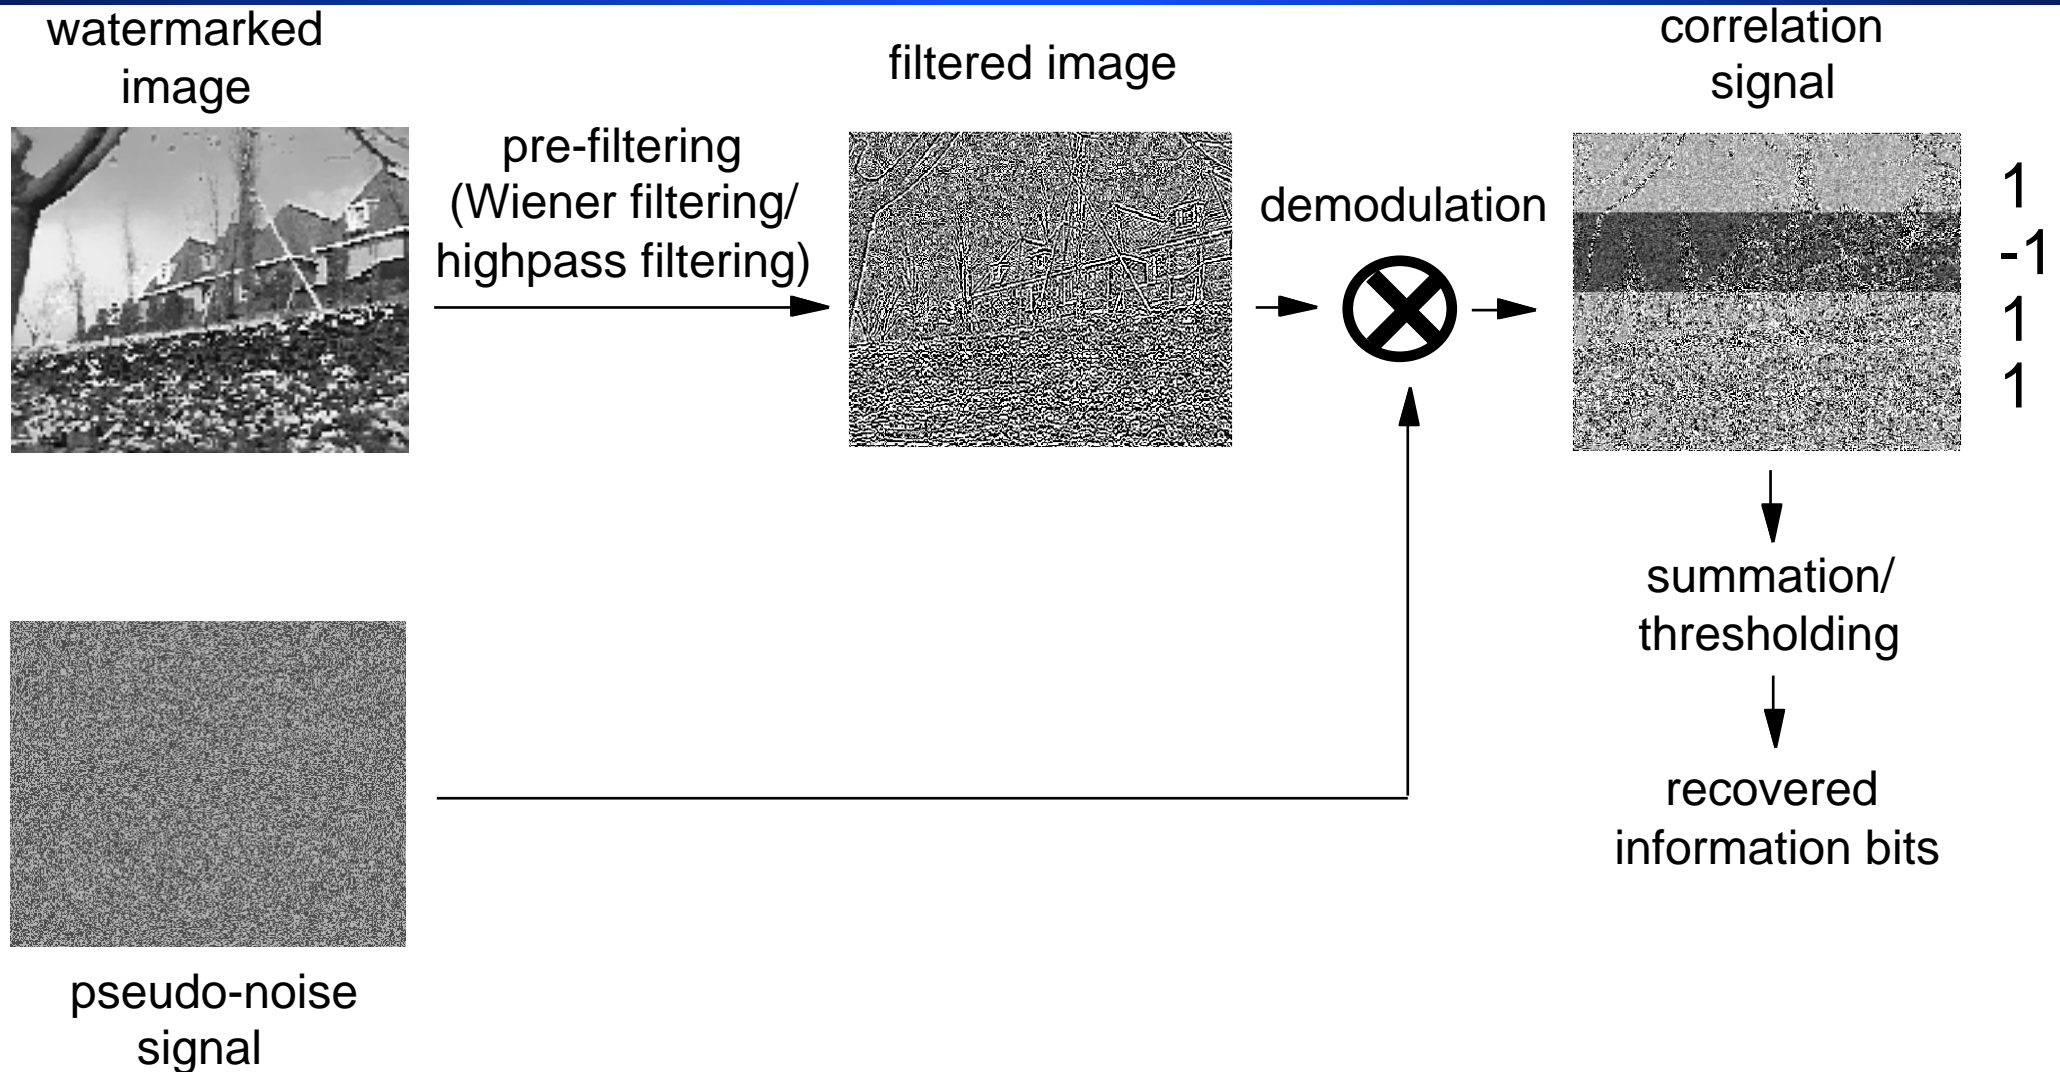 watermarked
image
pre-filtering
(Wiener filtering/
highpass filtering)
filtered image
demodulation
correlation
signal
1
-1
1
1
summation/
thresholding
recovered
information bits
pseudo-noise
signal